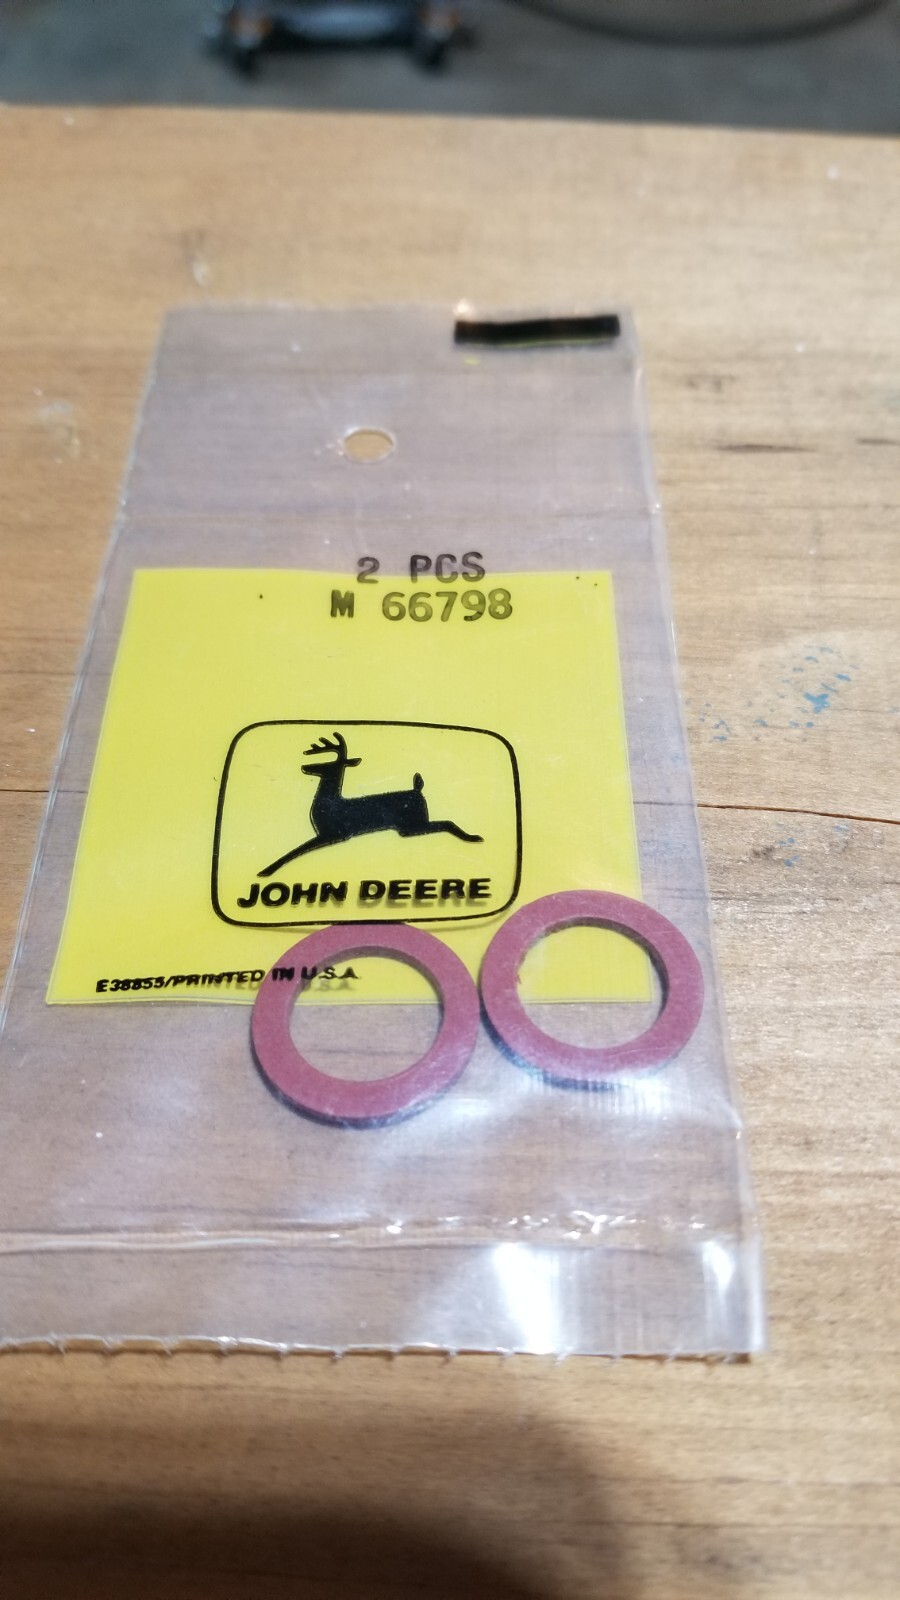 2 PCS
M 66798
JOHN DEERE
E38855/PRINTED IN U.S.A.